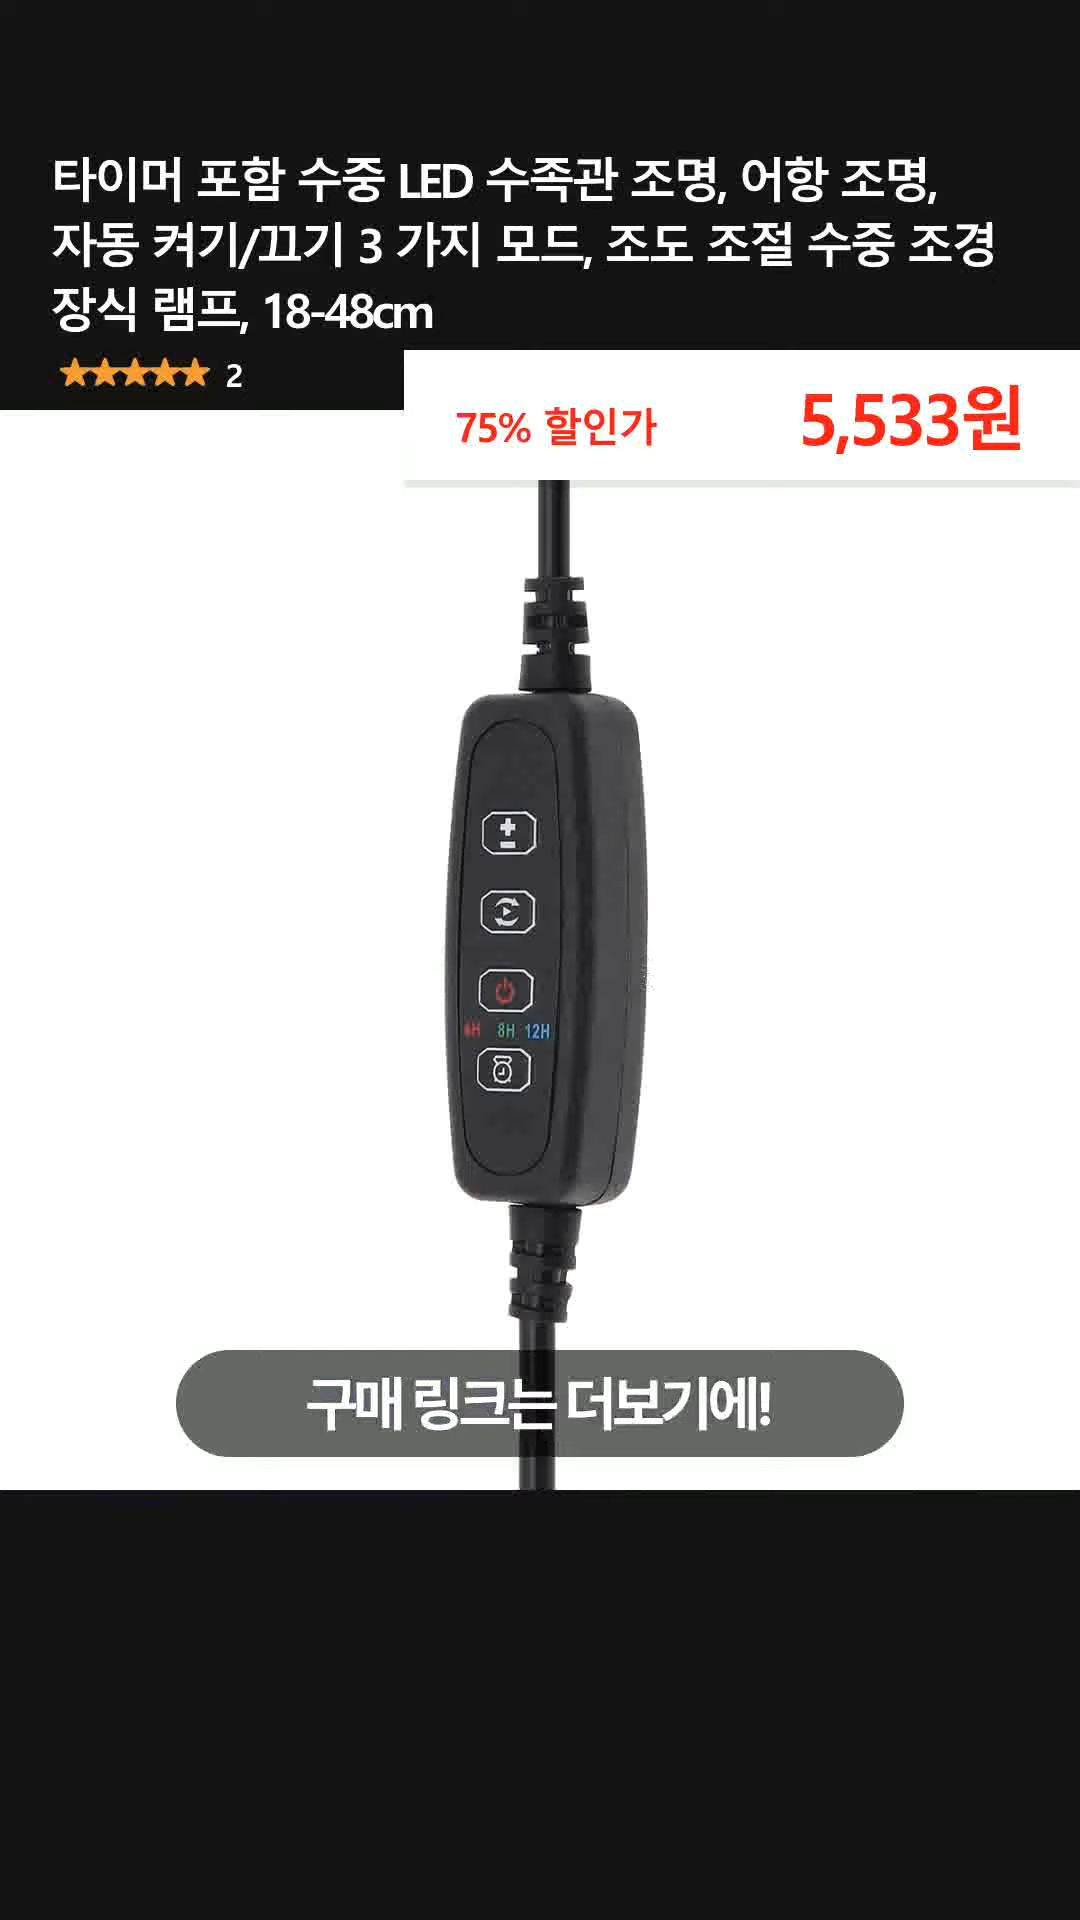 타이머 포함 수중 LED 수족관 조명, 어항 조명,
자동 켜기/끄기 3 가지 모드, 조도 조절 수중 조경
장식 램프, 18-48cm
2
75% 할인가
5,533원
8H 12H
구매 링크는 더보기에!